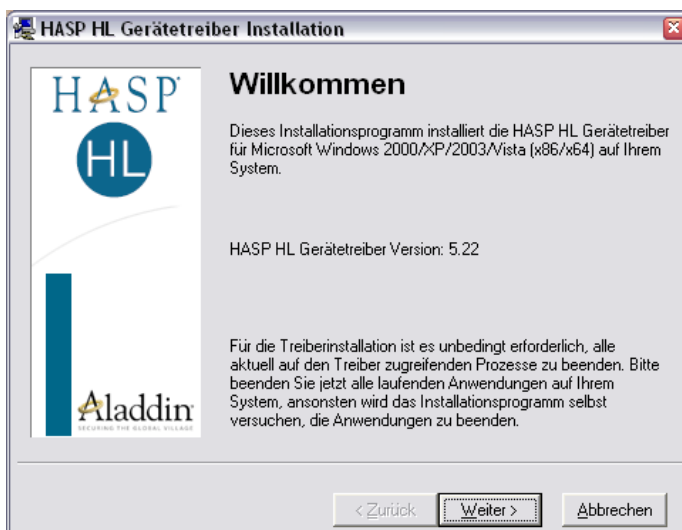 HASP HL Gerätetreiber Installation
HASP
HL
Aladdin
SECURING THE GLOBAL VILLAGE
Willkommen
Dieses Installationsprogramm installiert die HASP HL Gerätetreiber
für Microsoft Windows 2000/XP/2003/Vista (x86/x64) auf Ihrem
System.
HASP HL Gerätetreiber Version: 5.22
Für die Treiberinstallation ist es unbedingt erforderlich, alle
aktuell auf den Treiber zugreifenden Prozesse zu beenden. Bitte
beenden Sie jetzt alle laufenden Anwendungen auf Ihrem
System, ansonsten wird das Installationsprogramm selbst
versuchen, die Anwendungen zu beenden.
< Zurück Weiter > Abbrechen